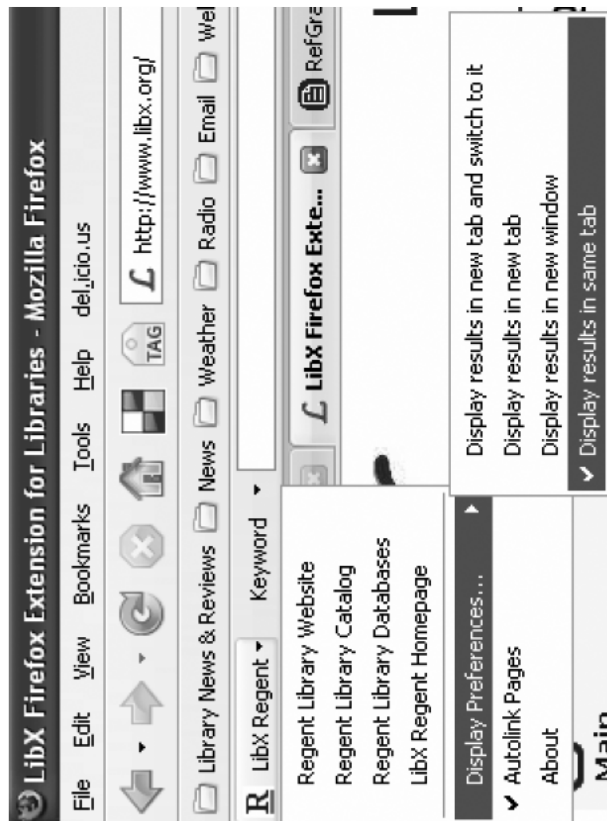 LibX Firefox Extension for Libraries - Mozilla Firefox
File Edit View Bookmarks Tools Help del.icio.us
TAG L http://www.libx.org/
Library News & Reviews News Weather Radio Email Wel
R LibX Regent Keyword
L LibX Firefox Exte... RefGra
Regent Library Website
Regent Library Catalog
Regent Library Databases
LibX Regent Homepage
Display Preferences...
Autolink Pages
About
Display results in new tab and switch to it
Display results in new tab
Display results in new window
Display results in same tab
Main